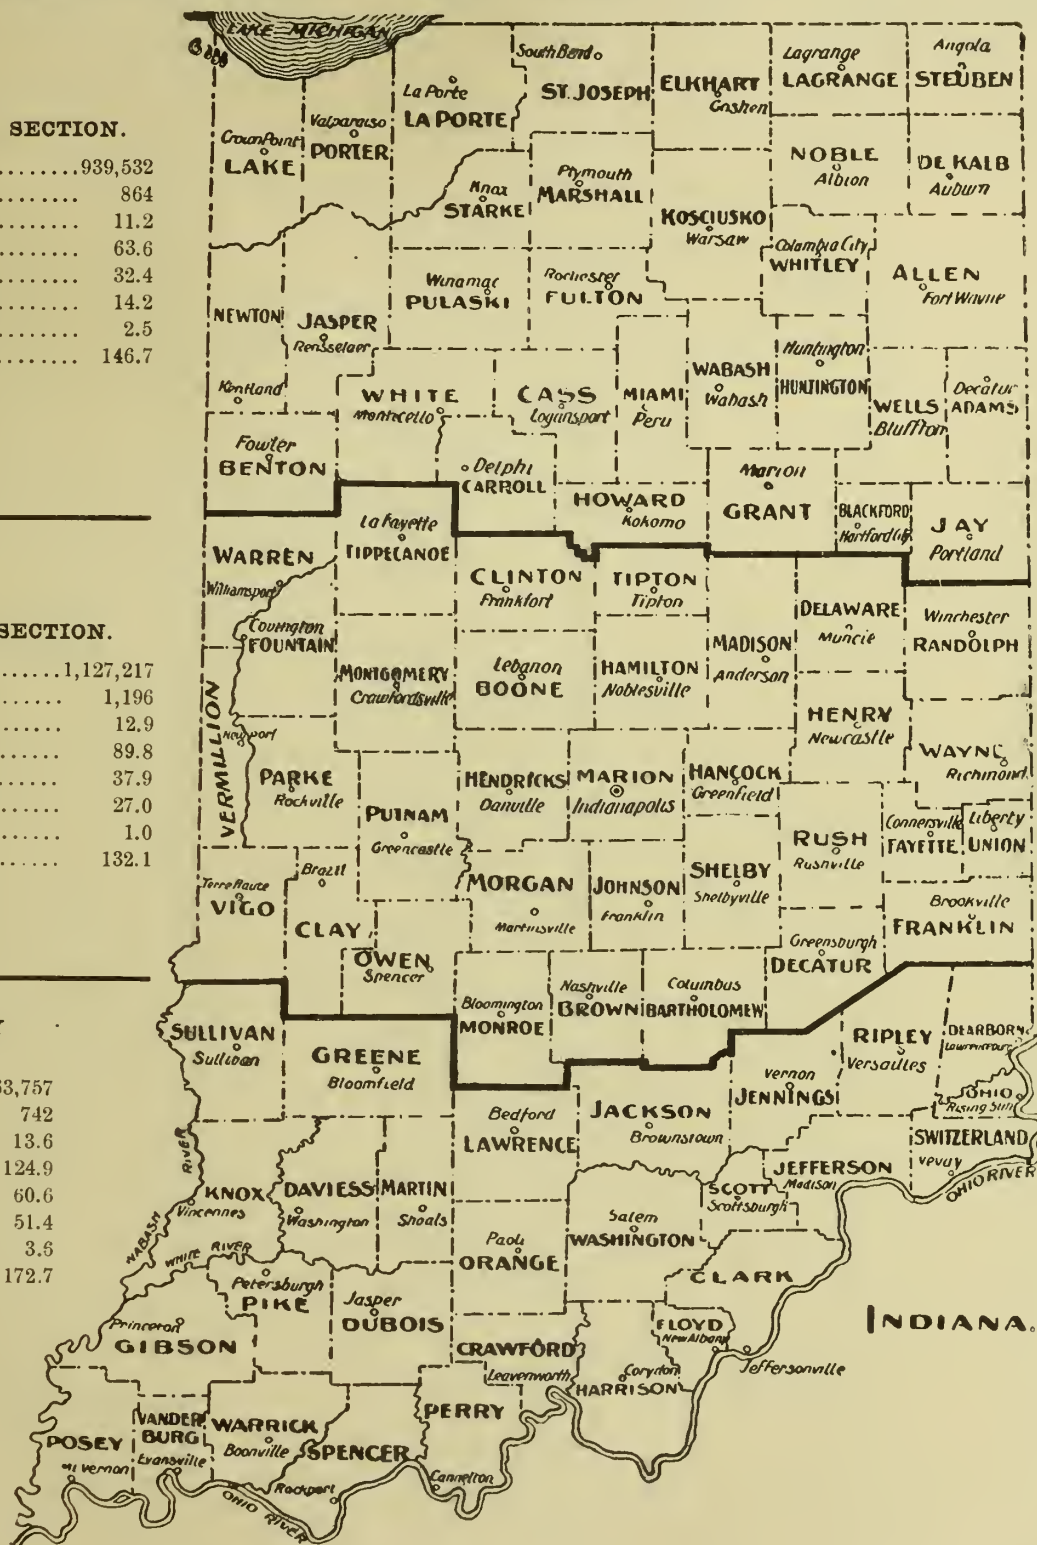 LAKE MICHIGAN
SECTION.
........939,532
........ 864
........ 11.2
........ 63.6
........ 32.4
........ 14.2
........ 2.5
........ 146.7
SECTION.
......1,127,217
...... 1,196
...... 12.9
...... 89.8
...... 37.9
...... 27.0
...... 1.0
...... 132.1
63,757
742
13.6
124.9
60.6
51.4
3.6
172.7
South Bend
ST. JOSEPH
ELKHART
Goshen
Lagrange
LAGRANGE
Angola
STEUBEN
La Porte
LA PORTE
Valparaiso
PORTER
Crown Point
LAKE
Knox
STARKE
Plymouth
MARSHALL
KOSCIUSKO
Warsaw
NOBLE
Albion
DE KALB
Auburn
Columbia City
WHITLEY
ALLEN
Fort Wayne
NEWTON
Kentland
JASPER
Rensselaer
Winamac
PULASKI
Rochester
FULTON
WHITE
Monticello
CASS
Logansport
MIAMI
Peru
WABASH
Wabash
Huntington
HUNTINGTON
WELLS
Bluffton
Decatur
ADAMS
Fowler
BENTON
Delphi
CARROLL
HOWARD
Kokomo
Marion
GRANT
BLACKFORD
Hartford City
JAY
Portland
WARREN
Williamsport
La Fayette
TIPPECANOE
CLINTON
Frankfort
TIPTON
Tipton
Covington
FOUNTAIN
MONTGOMERY
Crawfordsville
Lebanon
BOONE
HAMILTON
Noblesville
MADISON
Anderson
DELAWARE
Muncie
Winchester
RANDOLPH
HENRY
Newcastle
WAYNE
Richmond
VERMILLION
Newport
PARKE
Rockville
PUTNAM
Greencastle
HENDRICKS
Danville
MARION
Indianapolis
HANCOCK
Greenfield
RUSH
Rushville
Connersville
FAYETTE
Liberty
UNION
Terre Haute
VIGO
Brazil
CLAY
OWEN
Spencer
MORGAN
Martinsville
JOHNSON
Franklin
SHELBY
Shelbyville
Brookville
FRANKLIN
Greensburgh
DECATUR
SULLIVAN
Sullivan
GREENE
Bloomfield
Bloomington
MONROE
Nashville
BROWN
Columbus
BARTHOLOMEW
Vernon
JENNINGS
RIPLEY
Versailles
DEARBORN
Lawrenceburg
OHIO
Rising Sun
SWITZERLAND
Vevay
Bedford
LAWRENCE
JACKSON
Brownstown
JEFFERSON
Madison
SCOTT
Scottsburgh
KNOX
Vincennes
DAVIESS
Washington
MARTIN
Shoals
Paoli
ORANGE
Salem
WASHINGTON
CLARK
WABASH RIVER
WHITE RIVER
Petersburgh
PIKE
Jasper
DUBOIS
Princeton
GIBSON
CRAWFORD
Leavenworth
FLOYD
New Albany
Jeffersonville
Corydon
HARRISON
OHIO RIVER
INDIANA.
POSEY
Mt Vernon
VANDER
BURG
Evansville
WARRICK
Boonville
SPENCER
Rockport
PERRY
Cannelton
OHIO RIVER